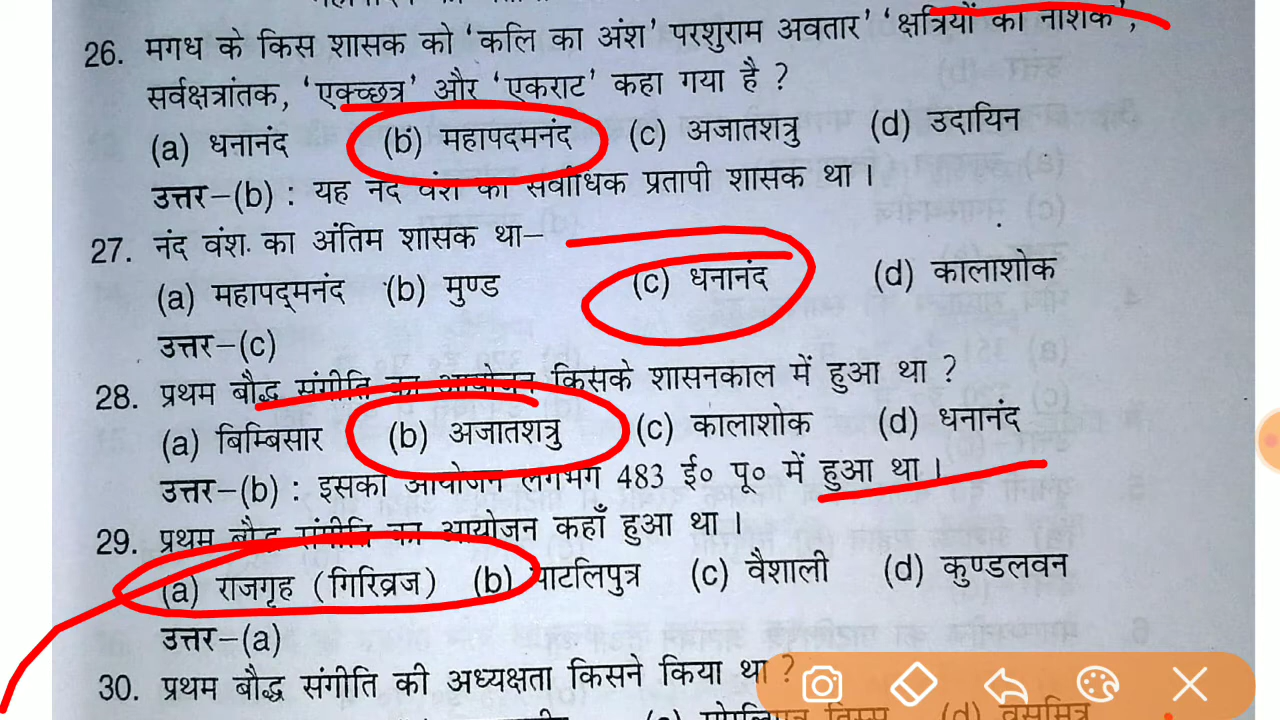 26. मगध के किस शासक को ‘कलि का अंश’ परशुराम अवतार’ ‘क्षत्रियों का नाशक’,
सर्वक्षत्रांतक, ‘एकच्छत्र’ और ‘एकराट’ कहा गया है ?
(a) धनानंद (b) महापदमनंद (c) अजातशत्रु (d) उदायिन
उत्तर–(b) : यह नंद वंश का सर्वाधिक प्रतापी शासक था ।
27. नंद वंश. का अंतिम शासक था–
(a) महापद्मनंद (b) मुण्ड (c) धनानंद (d) कालाशोक
उत्तर–(c)
28. प्रथम बौद्ध संगीति का आयोजन किसके शासनकाल में हुआ था ?
(a) बिम्बिसार (b) अजातशत्रु (c) कालाशोक (d) धनानंद
उत्तर–(b) : इसका आयोजन लगभग 483 ई० पू० में हुआ था ।
29. प्रथम बौद्ध संगीति का आयोजन कहाँ हुआ था ।
(a) राजगृह (गिरिव्रज) (b) पाटलिपुत्र (c) वैशाली (d) कुण्डलवन
उत्तर–(a)
30. प्रथम बौद्ध संगीति की अध्यक्षता किसने किया था ?
(d) वसुमित्र